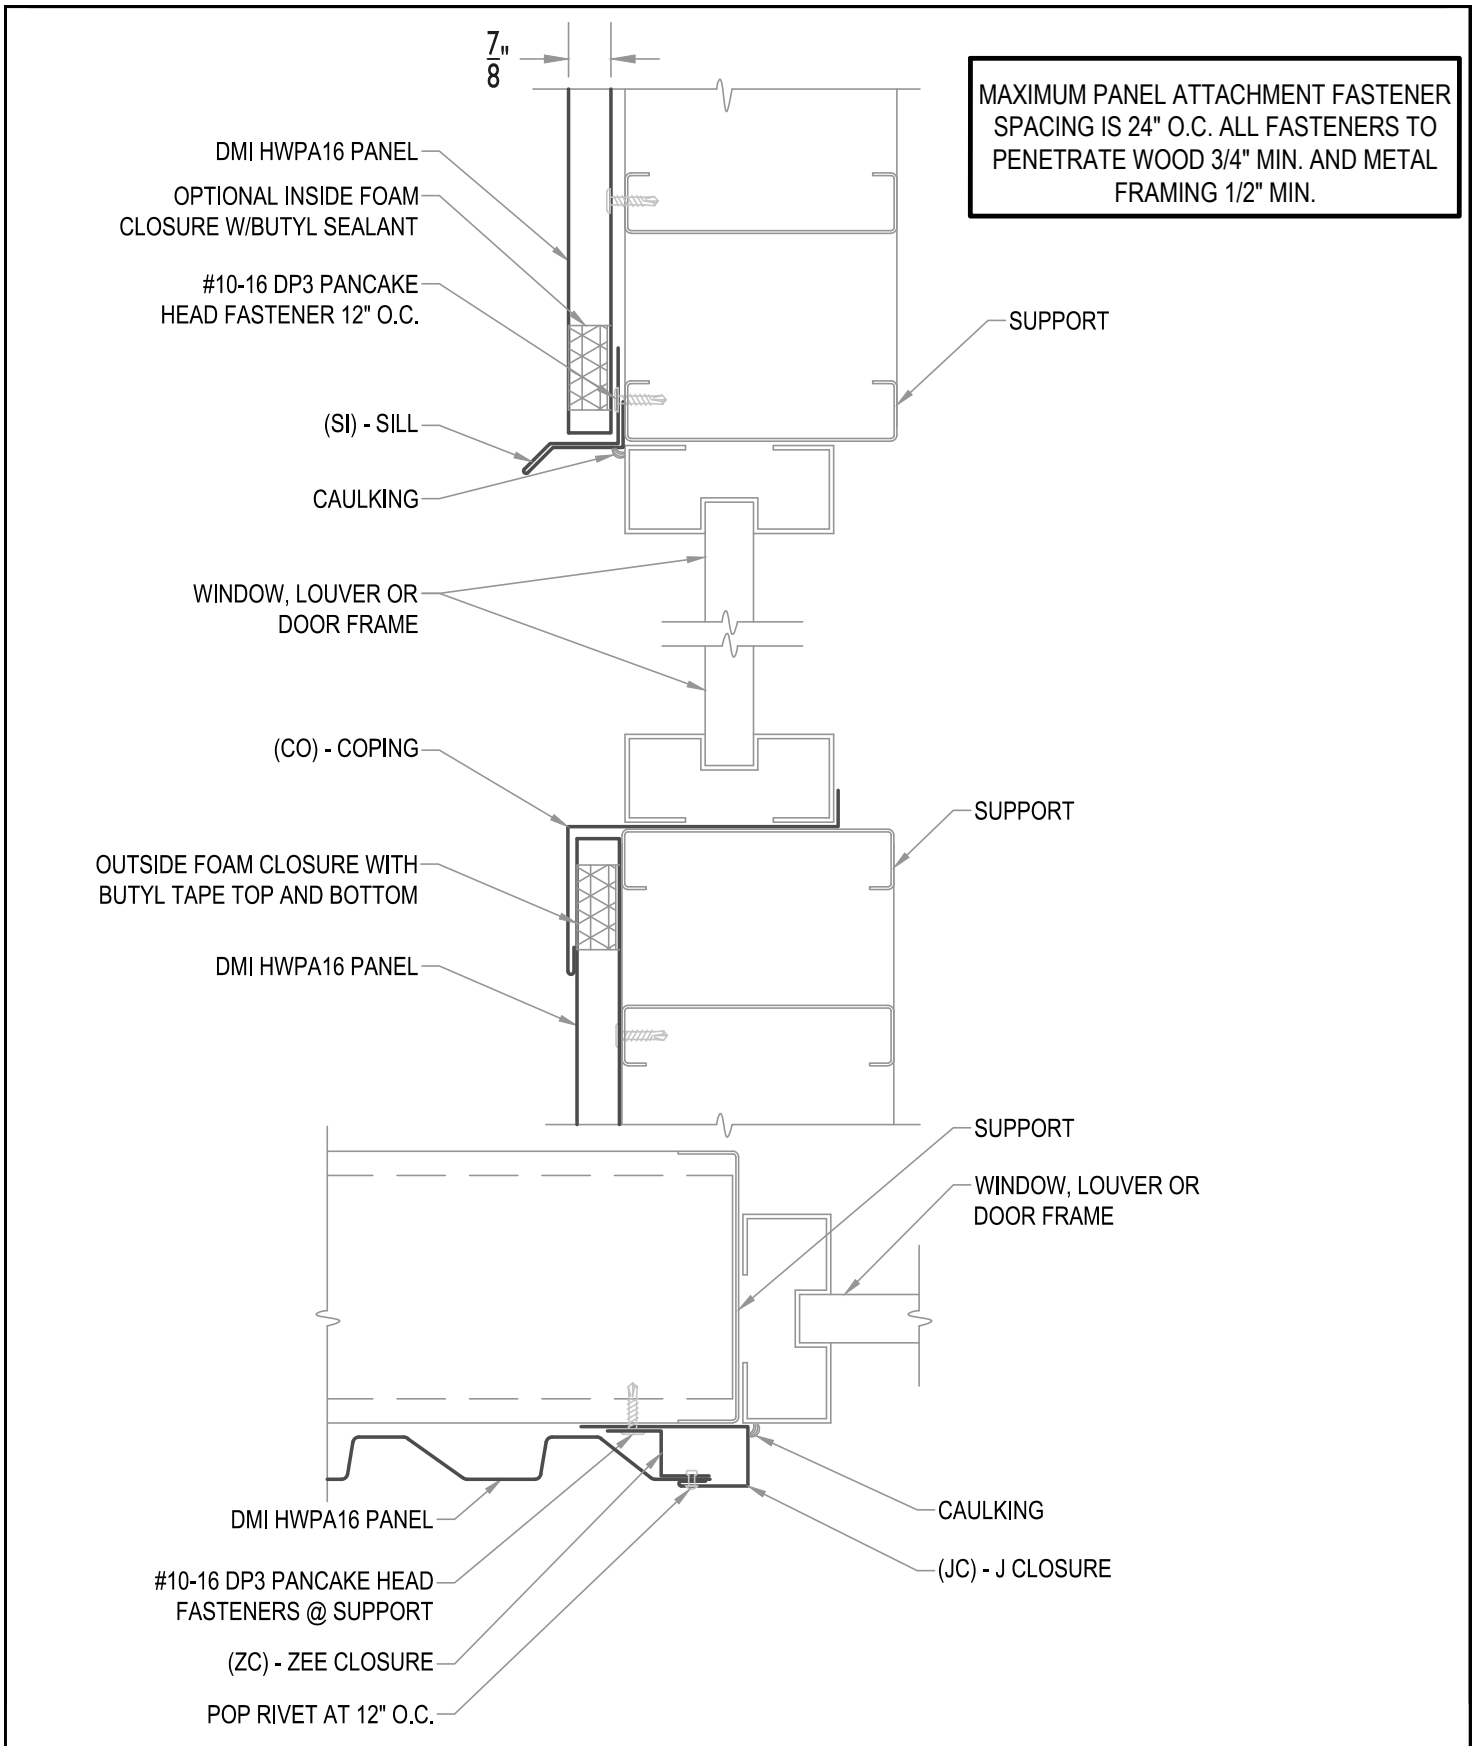 7"
8
MAXIMUM PANEL ATTACHMENT FASTENER
SPACING IS 24" O.C. ALL FASTENERS TO
PENETRATE WOOD 3/4" MIN. AND METAL
FRAMING 1/2" MIN.
DMI HWPA16 PANEL
OPTIONAL INSIDE FOAM
CLOSURE W/BUTYL SEALANT
#10-16 DP3 PANCAKE
HEAD FASTENER 12" O.C.
SUPPORT
(SI) - SILL
CAULKING
WINDOW, LOUVER OR
DOOR FRAME
(CO) - COPING
SUPPORT
OUTSIDE FOAM CLOSURE WITH
BUTYL TAPE TOP AND BOTTOM
DMI HWPA16 PANEL
SUPPORT
WINDOW, LOUVER OR
DOOR FRAME
DMI HWPA16 PANEL
CAULKING
#10-16 DP3 PANCAKE HEAD
FASTENERS @ SUPPORT
(JC) - J CLOSURE
(ZC) - ZEE CLOSURE
POP RIVET AT 12" O.C.